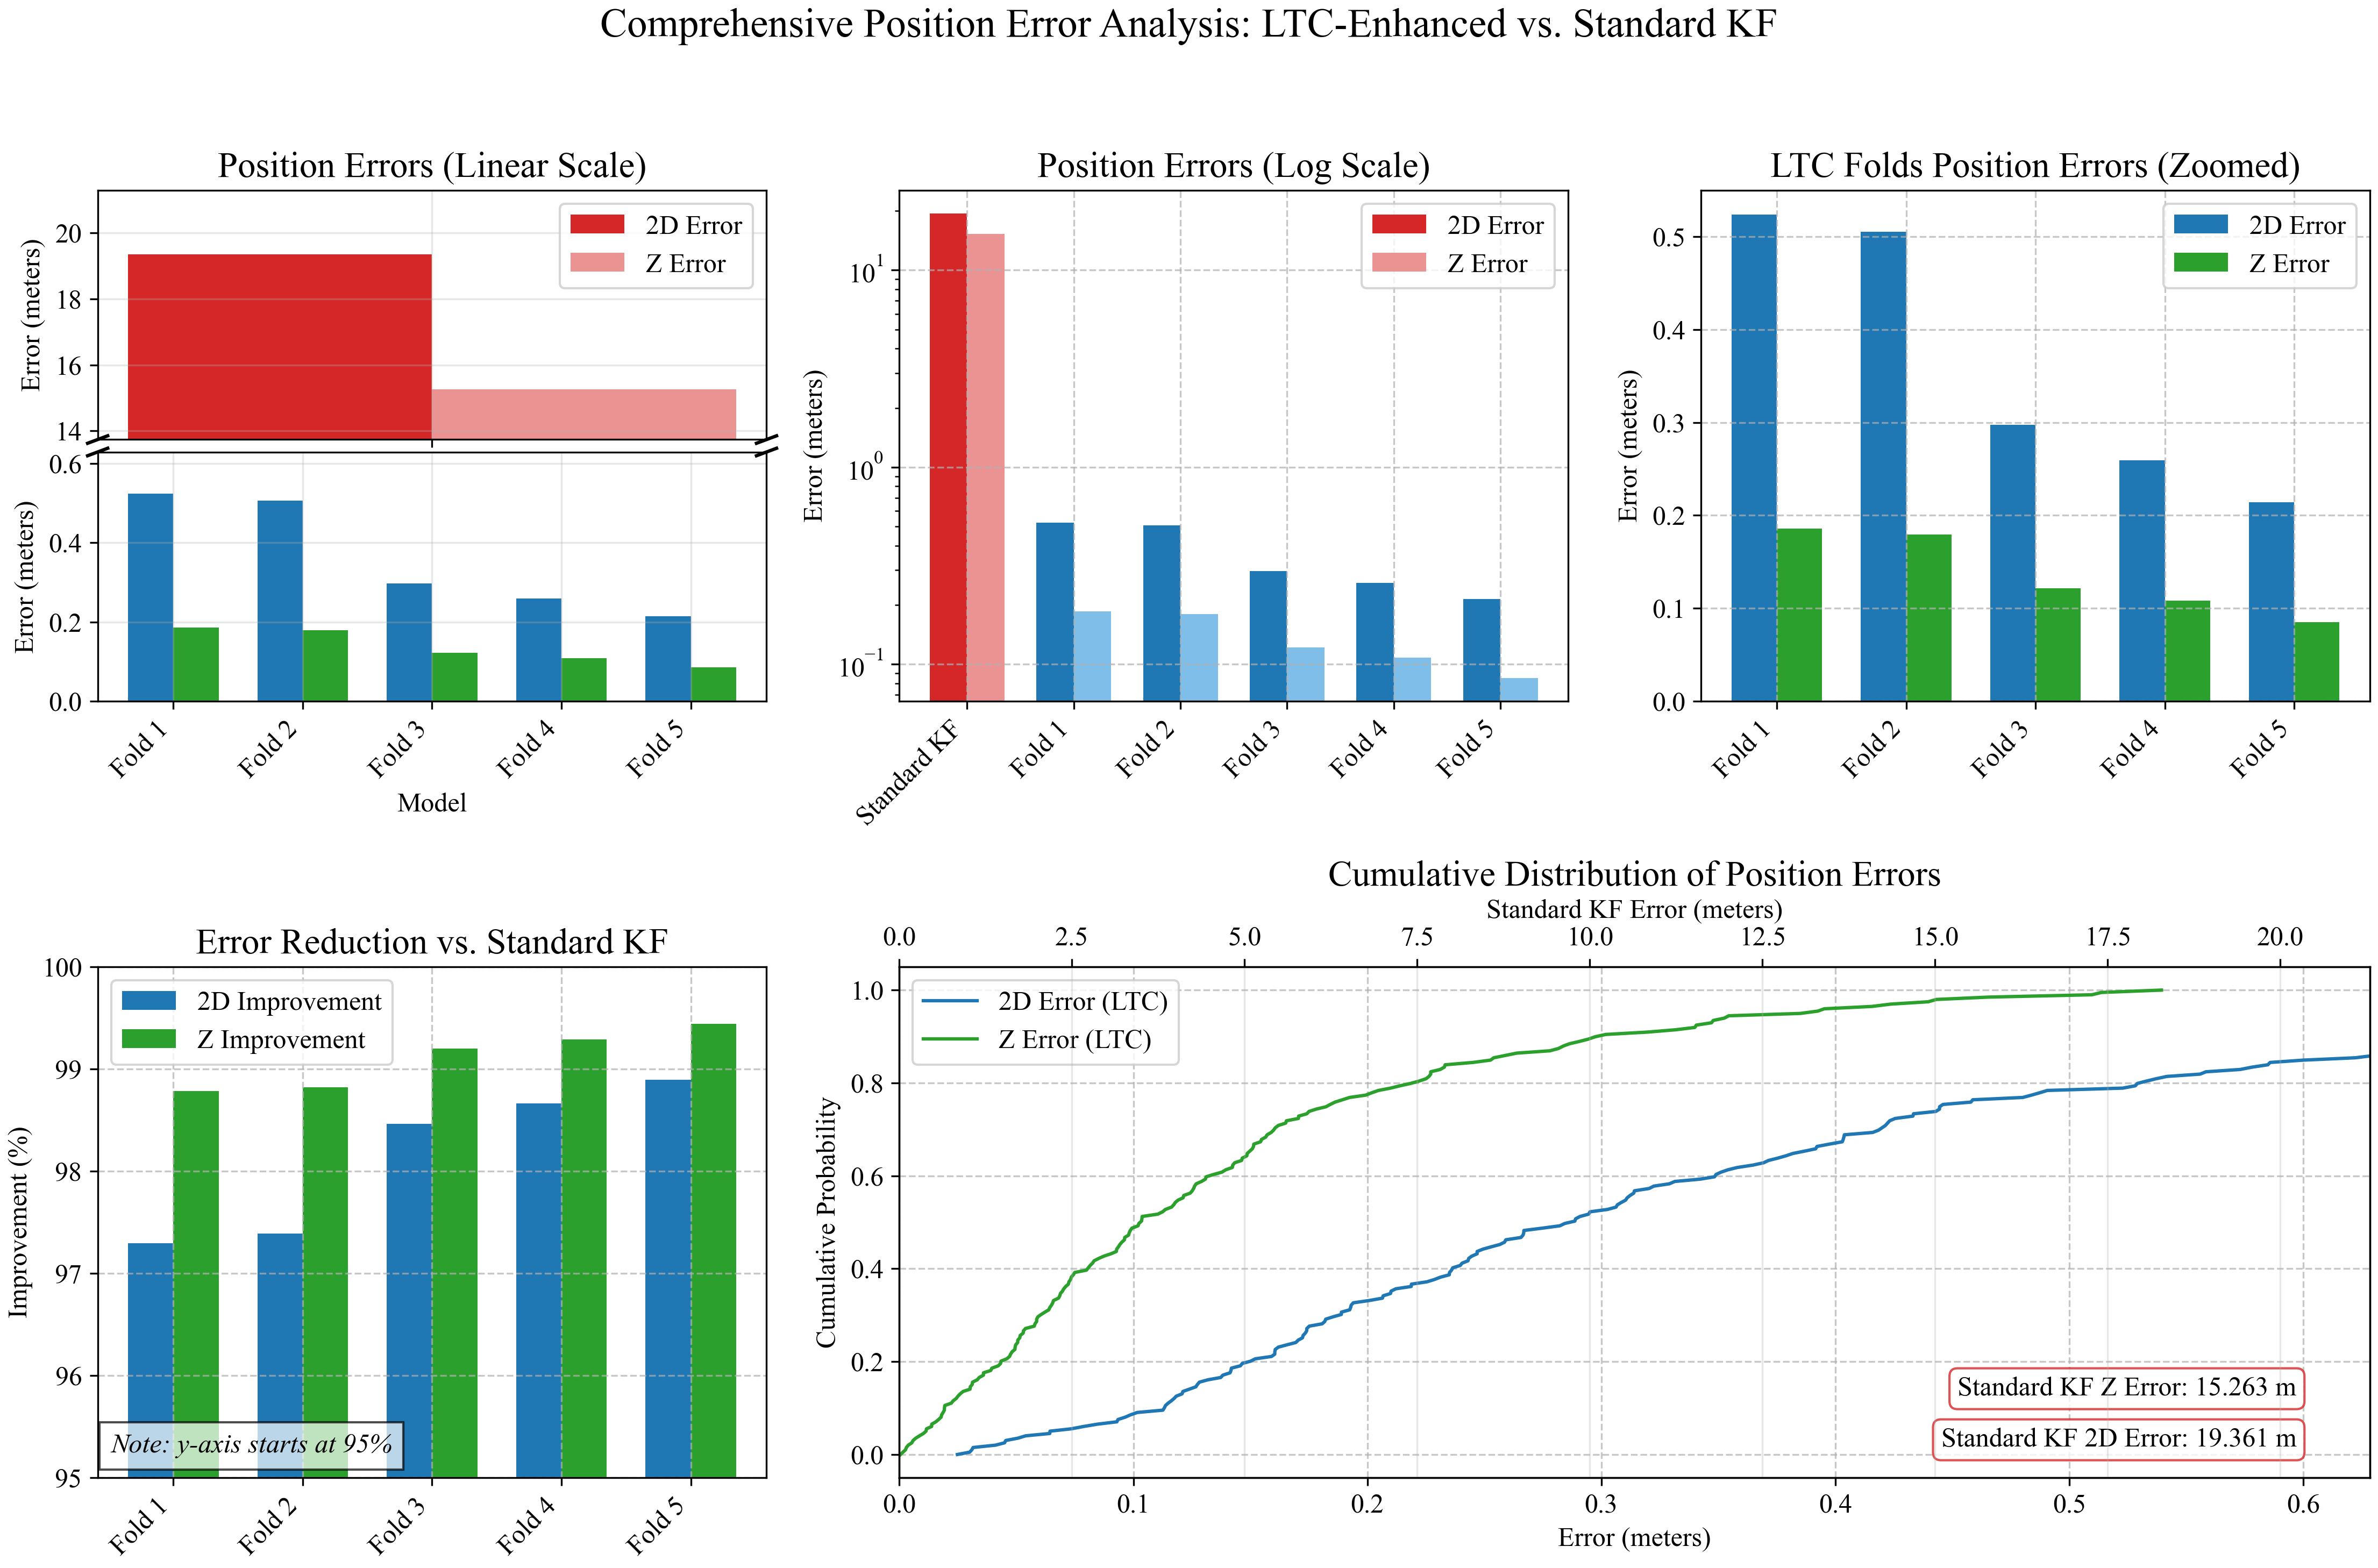 Comprehensive Position Error Analysis: LTC-Enhanced vs. Standard KF
Position Errors (Linear Scale)
Error (meters)
20
18
16
14
2D Error
Z Error
Error (meters)
0.6
0.4
0.2
0.0
Fold 1
Fold 2
Fold 3
Fold 4
Fold 5
Model
Position Errors (Log Scale)
Error (meters)
10¹
10⁰
10⁻¹
2D Error
Z Error
Standard KF
Fold 1
Fold 2
Fold 3
Fold 4
Fold 5
LTC Folds Position Errors (Zoomed)
Error (meters)
0.5
0.4
0.3
0.2
0.1
0.0
2D Error
Z Error
Fold 1
Fold 2
Fold 3
Fold 4
Fold 5
Error Reduction vs. Standard KF
Improvement (%)
100
99
98
97
96
95
2D Improvement
Z Improvement
Note: y-axis starts at 95%
Fold 1
Fold 2
Fold 3
Fold 4
Fold 5
Cumulative Distribution of Position Errors
Standard KF Error (meters)
0.0 2.5 5.0 7.5 10.0 12.5 15.0 17.5 20.0
Cumulative Probability
1.0
0.8
0.6
0.4
0.2
0.0
2D Error (LTC)
Z Error (LTC)
Standard KF Z Error: 15.263 m
Standard KF 2D Error: 19.361 m
0.0 0.1 0.2 0.3 0.4 0.5 0.6
Error (meters)